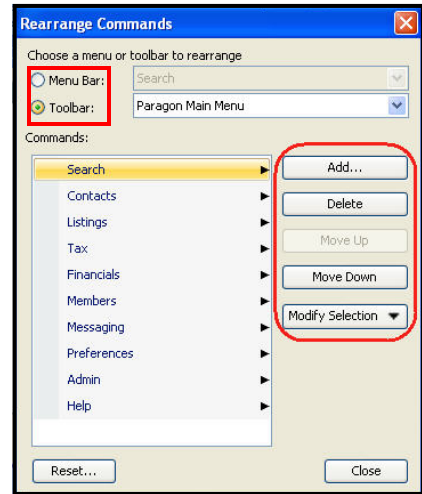 Rearrange Commands
Choose a menu or toolbar to rearrange
Menu Bar: Search
Toolbar: Paragon Main Menu
Commands:
Search Add...
Contacts Delete
Listings
Tax Move Up
Financials Move Down
Members
Messaging Modify Selection
Preferences
Admin
Help
Reset... Close